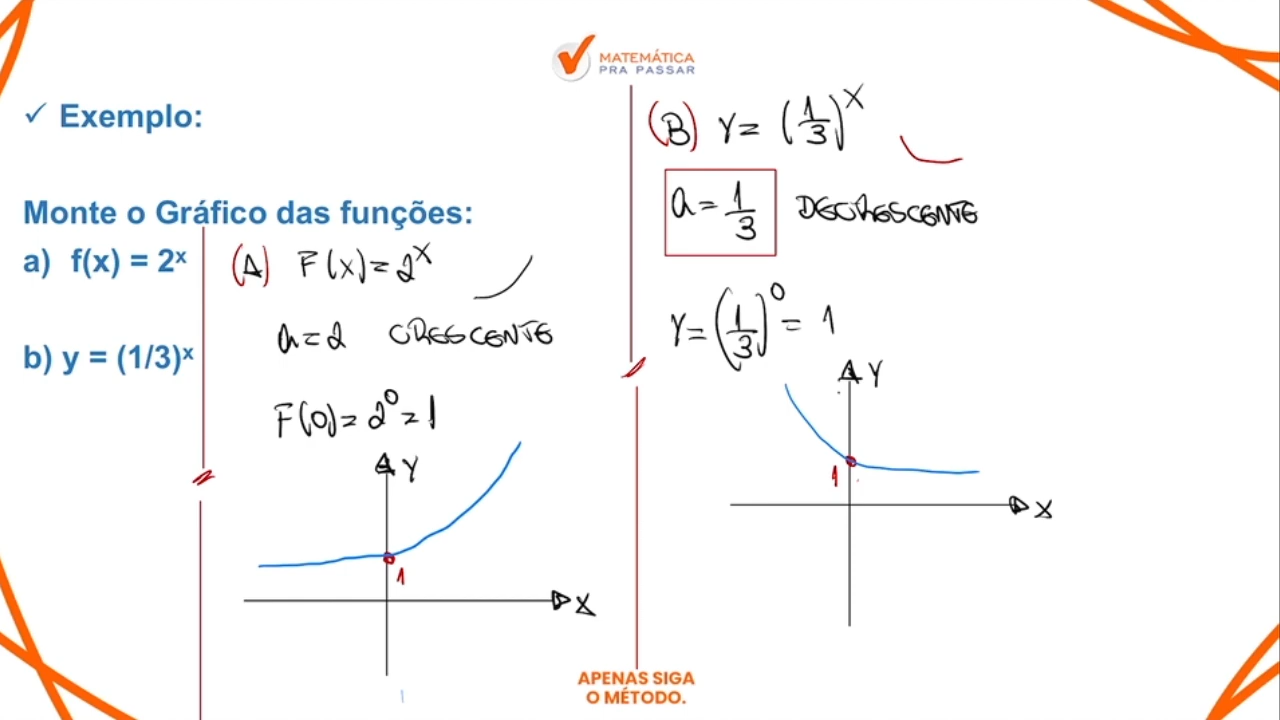 MATEMÁTICA
PRA PASSAR
✓ Exemplo:
Monte o Gráfico das funções:
a) f(x) = 2ˣ
b) y = (1/3)ˣ
(A) F(x) = 2ˣ
a = 2 CRESCENTE
F(0) = 2⁰ = 1
Y
1
X
(B) Y = (1/3)ˣ
a = 1/3 DECRESCENTE
Y = (1/3)⁰ = 1
Y
1
X
APENAS SIGA
O MÉTODO.